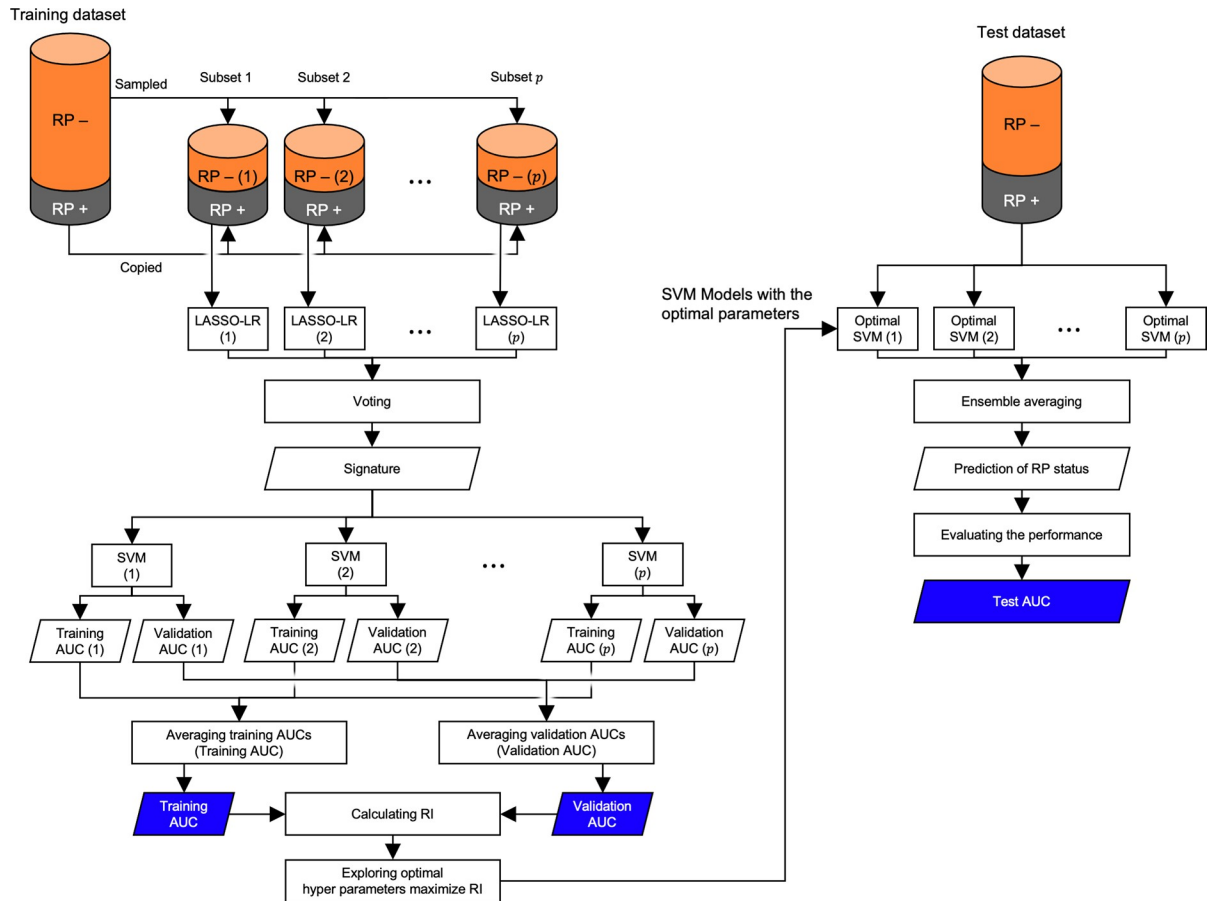 Training dataset
Test dataset
Sampled
Subset 1
Subset 2
Subset p
RP –
RP +
RP – (1)
RP +
RP – (2)
RP +
...
RP – (p)
RP +
RP –
RP +
Copied
LASSO-LR
(1)
LASSO-LR
(2)
...
LASSO-LR
(p)
SVM Models with the
optimal parameters
Optimal
SVM (1)
Optimal
SVM (2)
...
Optimal
SVM (p)
Voting
Ensemble averaging
Signature
Prediction of RP status
Evaluating the performance
Test AUC
SVM
(1)
SVM
(2)
...
SVM
(p)
Training
AUC (1)
Validation
AUC (1)
Training
AUC (2)
Validation
AUC (2)
Training
AUC (p)
Validation
AUC (p)
Averaging training AUCs
(Training AUC)
Averaging validation AUCs
(Validation AUC)
Training
AUC
Calculating RI
Validation
AUC
Exploring optimal
hyper parameters maximize RI